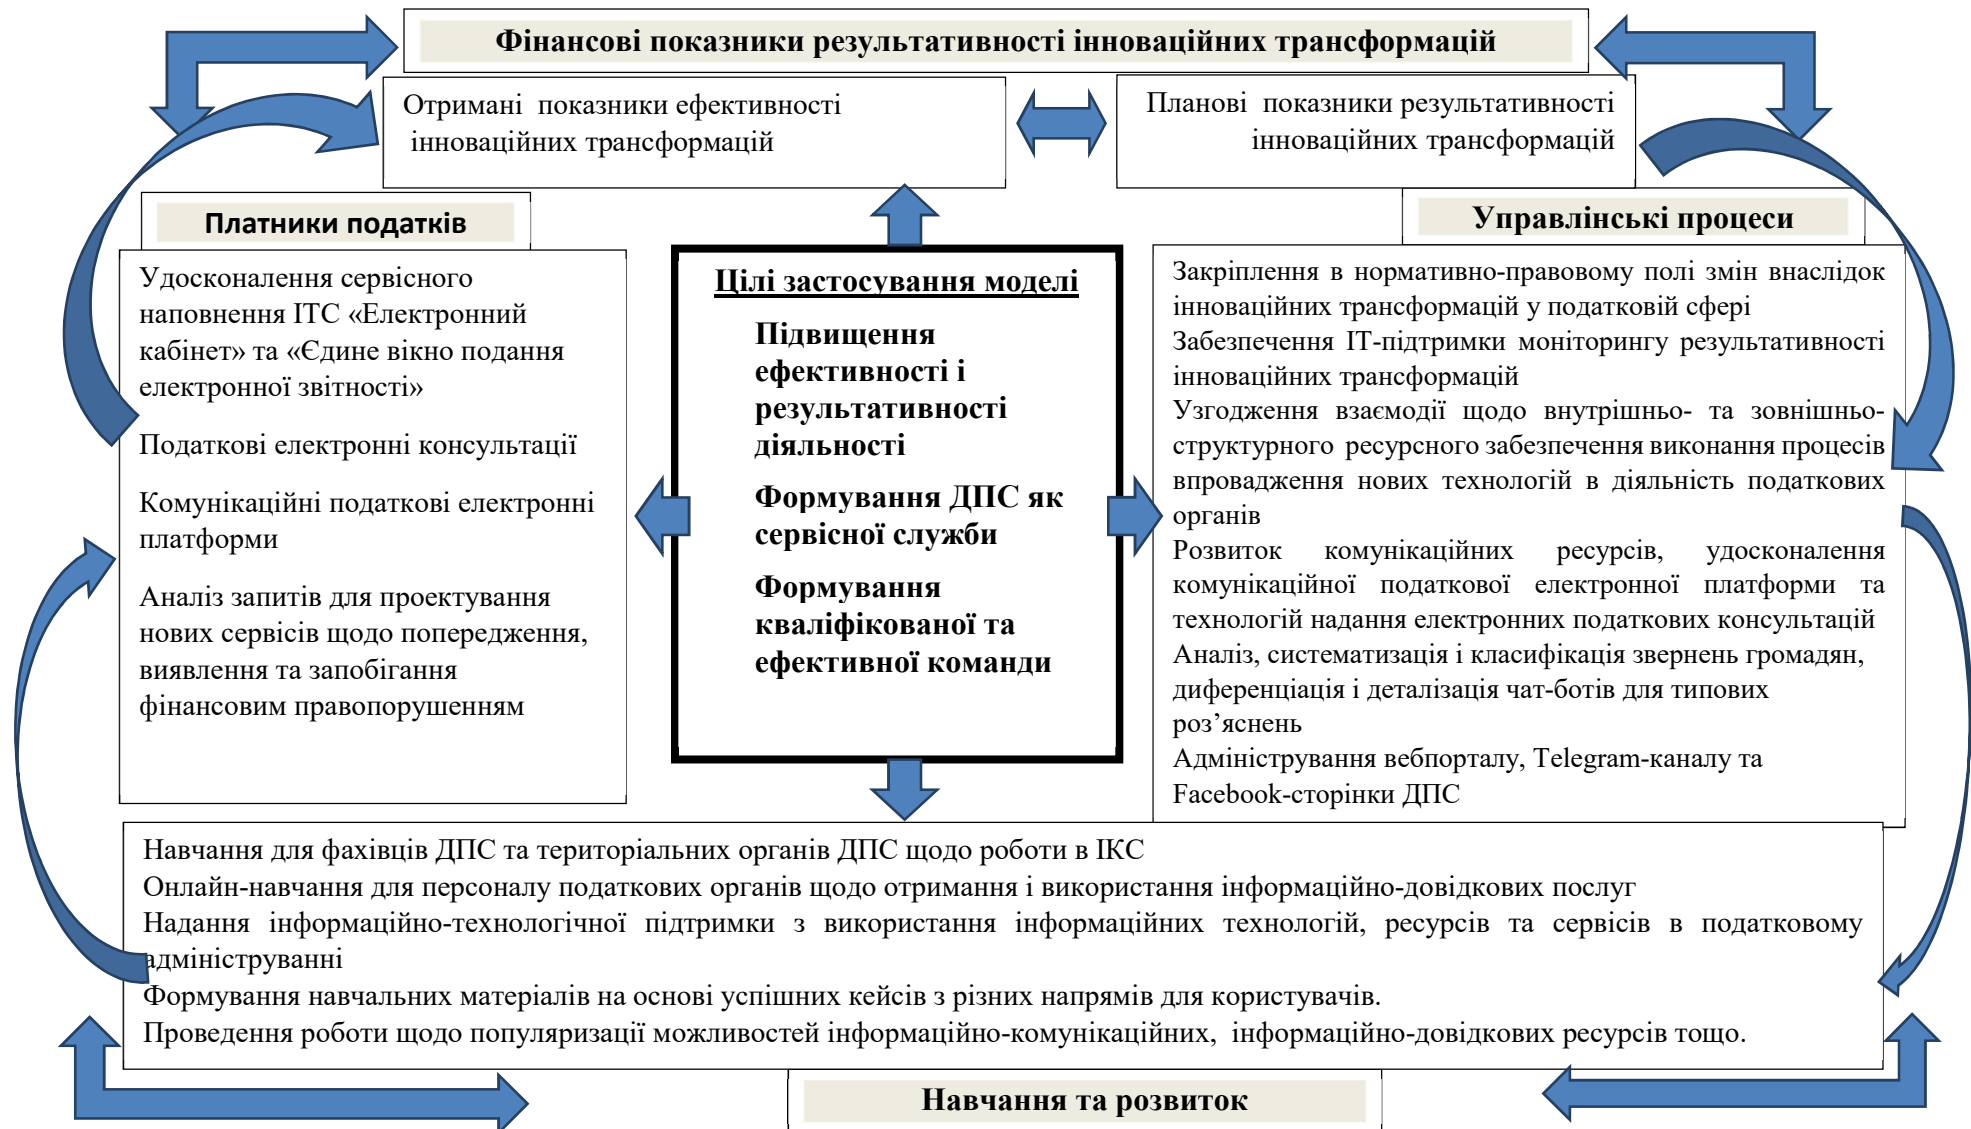 Фінансові показники результативності інноваційних трансформацій
Отримані показники ефективності
інноваційних трансформацій
Планові показники результативності
інноваційних трансформацій
Платники податків
Удосконалення сервісного
наповнення ІТС «Електронний
кабінет» та «Єдине вікно подання
електронної звітності»
Податкові електронні консультації
Комунікаційні податкові електронні
платформи
Аналіз запитів для проектування
нових сервісів щодо попередження,
виявлення та запобігання
фінансовим правопорушенням
Цілі застосування моделі
Підвищення
ефективності і
результативності
діяльності
Формування ДПС як
сервісної служби
Формування
кваліфікованої та
ефективної команди
Управлінські процеси
Закріплення в нормативно-правовому полі змін внаслідок
інноваційних трансформацій у податковій сфері
Забезпечення ІТ-підтримки моніторингу результативності
інноваційних трансформацій
Узгодження взаємодії щодо внутрішньо- та зовнішньо-
структурного ресурсного забезпечення виконання процесів
впровадження нових технологій в діяльність податкових
органів
Розвиток комунікаційних ресурсів, удосконалення
комунікаційної податкової електронної платформи та
технологій надання електронних податкових консультацій
Аналіз, систематизація і класифікація звернень громадян,
диференціація і деталізація чат-ботів для типових
роз’яснень
Адміністрування вебпорталу, Telegram-каналу та
Facebook-сторінки ДПС
Навчання для фахівців ДПС та територіальних органів ДПС щодо роботи в ІКС
Онлайн-навчання для персоналу податкових органів щодо отримання і використання інформаційно-довідкових послуг
Надання інформаційно-технологічної підтримки з використання інформаційних технологій, ресурсів та сервісів в податковому
адмініструванні
Формування навчальних матеріалів на основі успішних кейсів з різних напрямів для користувачів.
Проведення роботи щодо популяризації можливостей інформаційно-комунікаційних, інформаційно-довідкових ресурсів тощо.
Навчання та розвиток